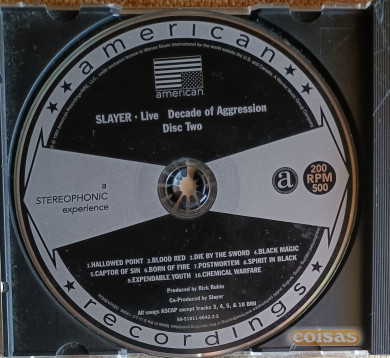 american
american
SLAYER · Live Decade of Aggression
Disc Two
a
STEREOPHONIC
experience
a
200
RPM
500
1.HALLOWED POINT 2.BLOOD RED 3.DIE BY THE SWORD 4.BLACK MAGIC
5.CAPTOR OF SIN 6.BORN OF FIRE 7.POSTMORTEM 8.SPIRIT IN BLACK
9.EXPENDABLE YOUTH 10.CHEMICAL WARFARE
Produced by Rick Rubin
Co-Produced by Slayer
All songs ASCAP except tracks 3, 4, 5, & 10 BMI
recordings
coisas